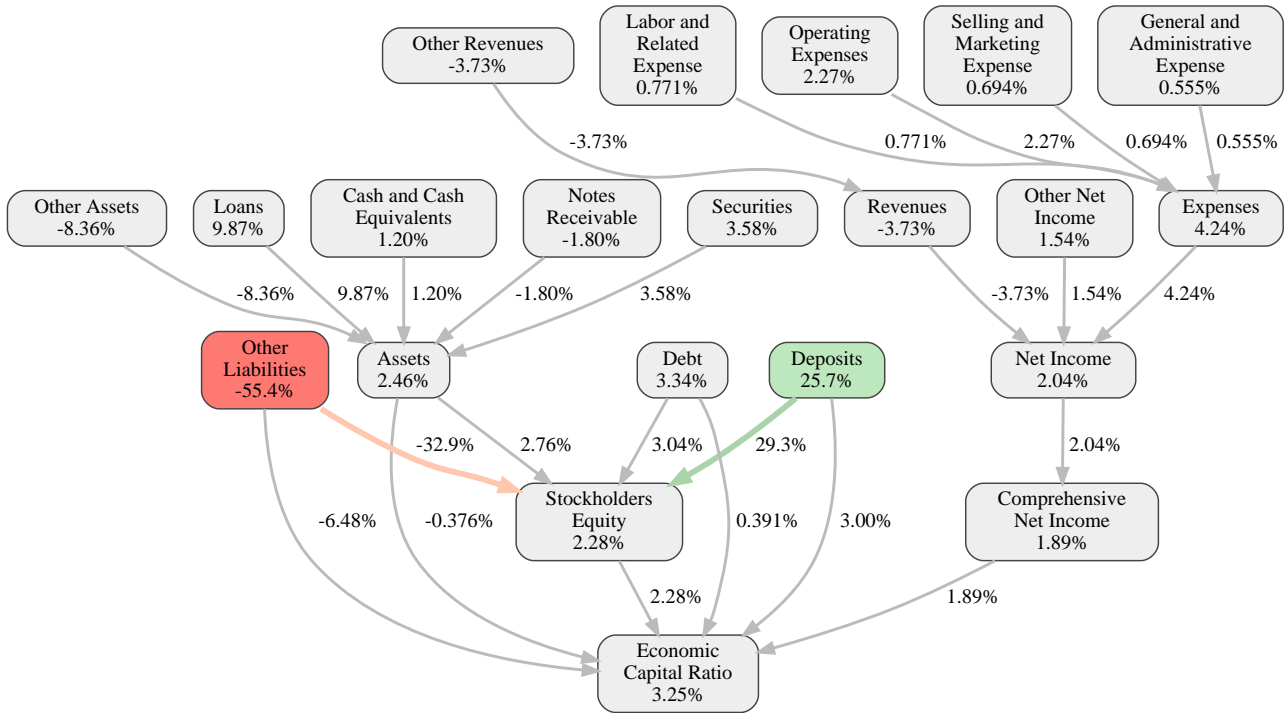 Other Revenues
-3.73%
Labor and
Related
Expense
0.771%
Operating
Expenses
2.27%
Selling and
Marketing
Expense
0.694%
General and
Administrative
Expense
0.555%
-3.73%
0.771%
2.27%
0.694%
0.555%
Other Assets
-8.36%
Loans
9.87%
Cash and Cash
Equivalents
1.20%
Notes
Receivable
-1.80%
Securities
3.58%
Revenues
-3.73%
Other Net
Income
1.54%
Expenses
4.24%
-8.36%
9.87%
1.20%
-1.80%
3.58%
-3.73%
1.54%
4.24%
Other
Liabilities
-55.4%
Assets
2.46%
Debt
3.34%
Deposits
25.7%
Net Income
2.04%
-32.9%
2.76%
3.04%
29.3%
2.04%
Stockholders
Equity
2.28%
Comprehensive
Net Income
1.89%
-6.48%
-0.376%
0.391%
3.00%
2.28%
1.89%
Economic
Capital Ratio
3.25%